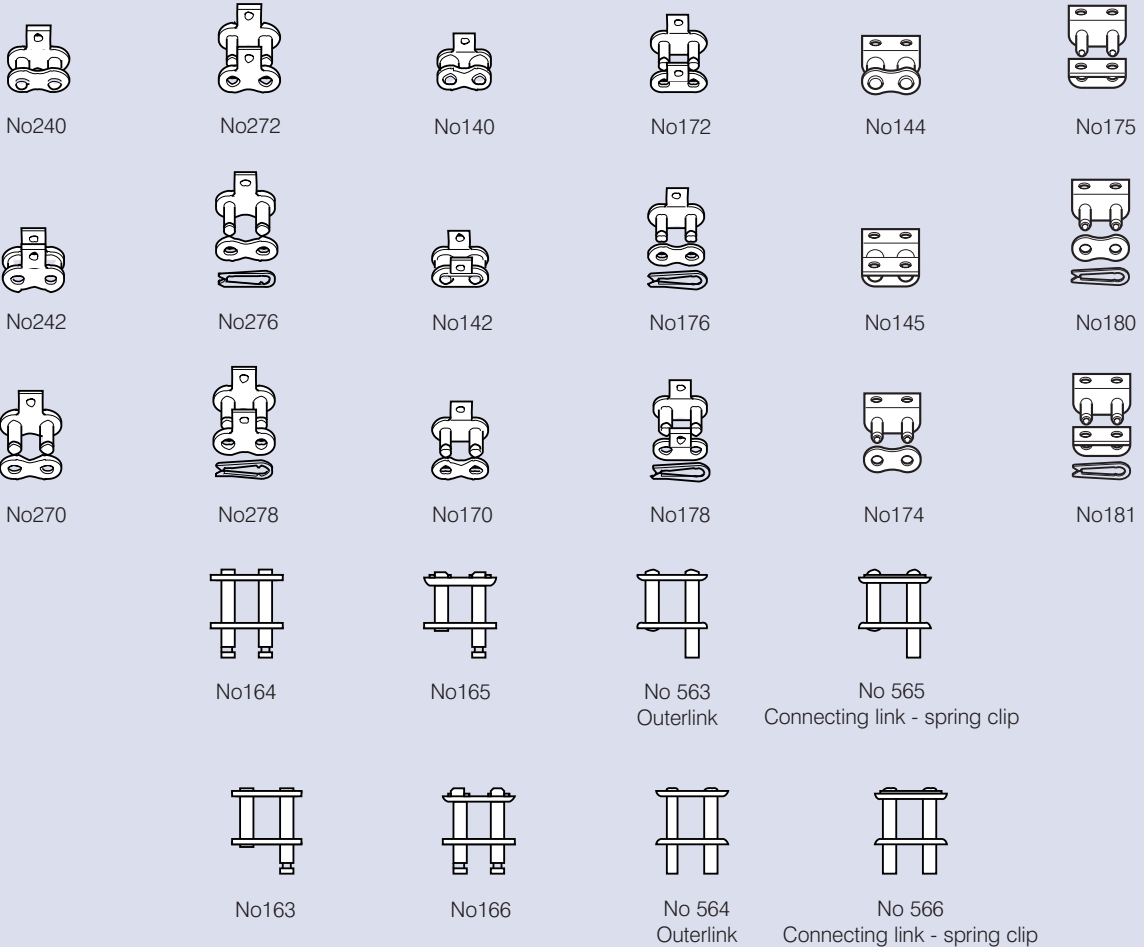 No240
No272
No140
No172
No144
No175
No242
No276
No142
No176
No145
No180
No270
No278
No170
No178
No174
No181
No164
No165
No 563
Outerlink
No 565
Connecting link - spring clip
No163
No166
No 564
Outerlink
No 566
Connecting link - spring clip